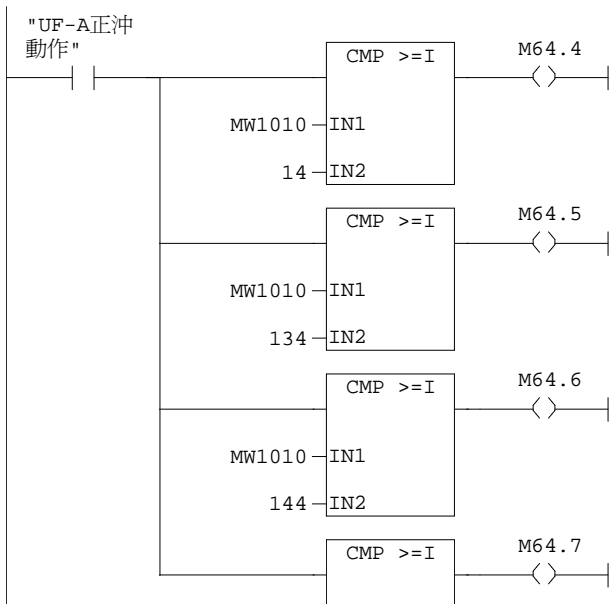 "UF-A正沖
動作"
CMP >=I
M64.4
MW1010
IN1
14
IN2
CMP >=I
M64.5
MW1010
IN1
134
IN2
CMP >=I
M64.6
MW1010
IN1
144
IN2
CMP >=I
M64.7